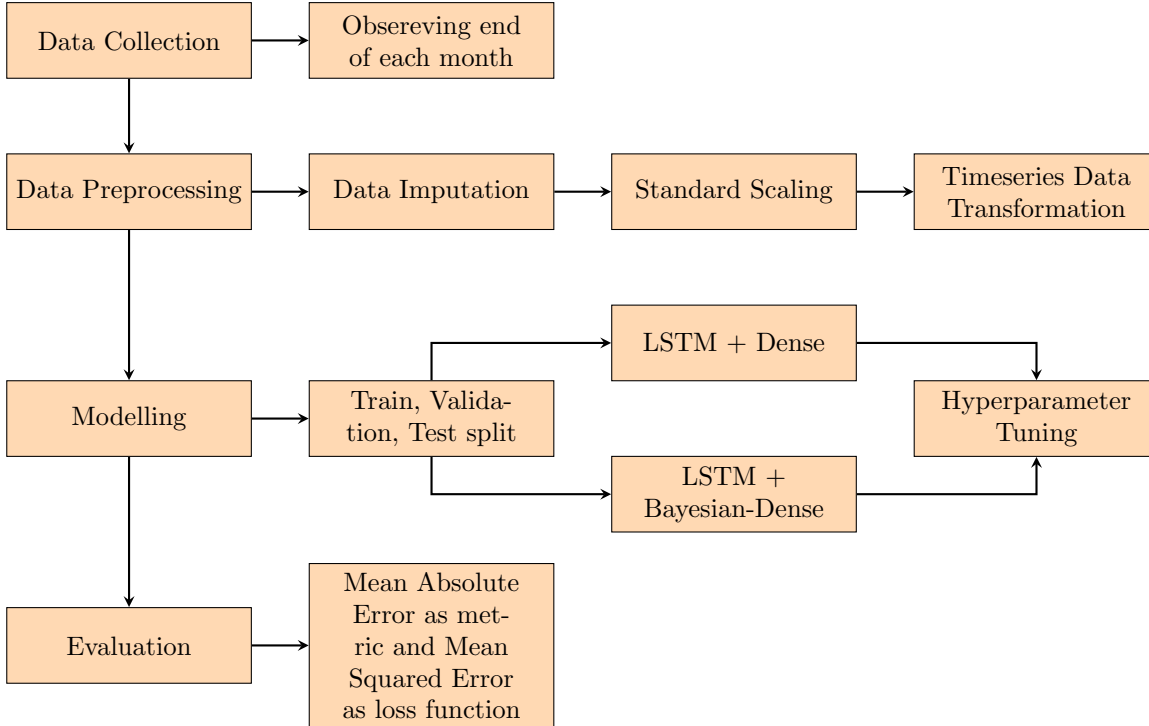 Data Collection
Obsereving end
of each month
Data Preprocessing
Data Imputation
Standard Scaling
Timeseries Data
Transformation
LSTM + Dense
Modelling
Train, Valida-
tion, Test split
Hyperparameter
Tuning
LSTM +
Bayesian-Dense
Evaluation
Mean Absolute
Error as met-
ric and Mean
Squared Error
as loss function